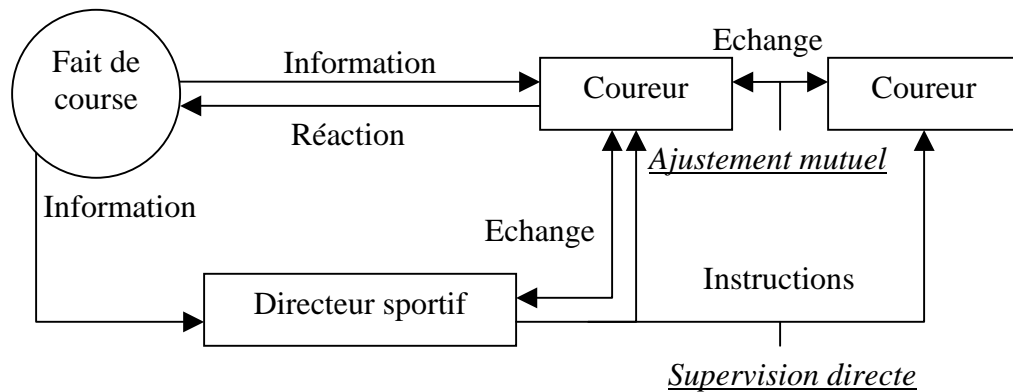 Fait de
course
Information
Réaction
Coureur
Echange
Coureur
Ajustement mutuel
Information
Echange
Directeur sportif
Instructions
Supervision directe